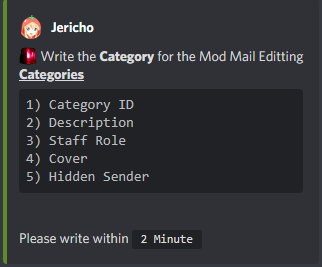 Jericho
Write the Category for the Mod Mail Editting
Categories
1) Category ID
2) Description
3) Staff Role
4) Cover
5) Hidden Sender
Please write within 2 Minute